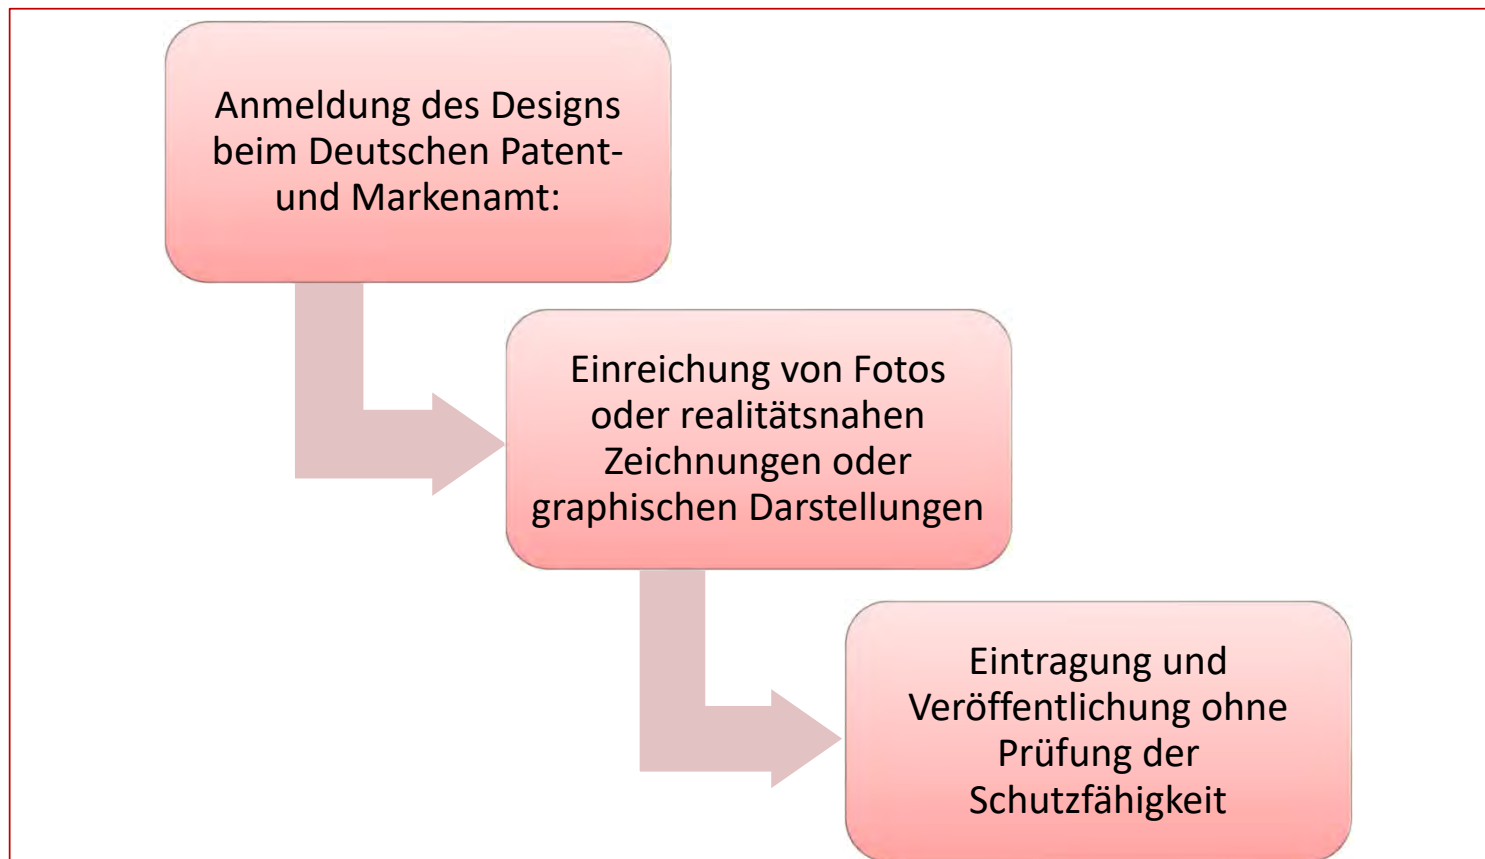 Anmeldung des Designs
beim Deutschen Patent-
und Markenamt:
Einreichung von Fotos
oder realitätsnahen
Zeichnungen oder
graphischen Darstellungen
Eintragung und
Veröffentlichung ohne
Prüfung der
Schutzfähigkeit